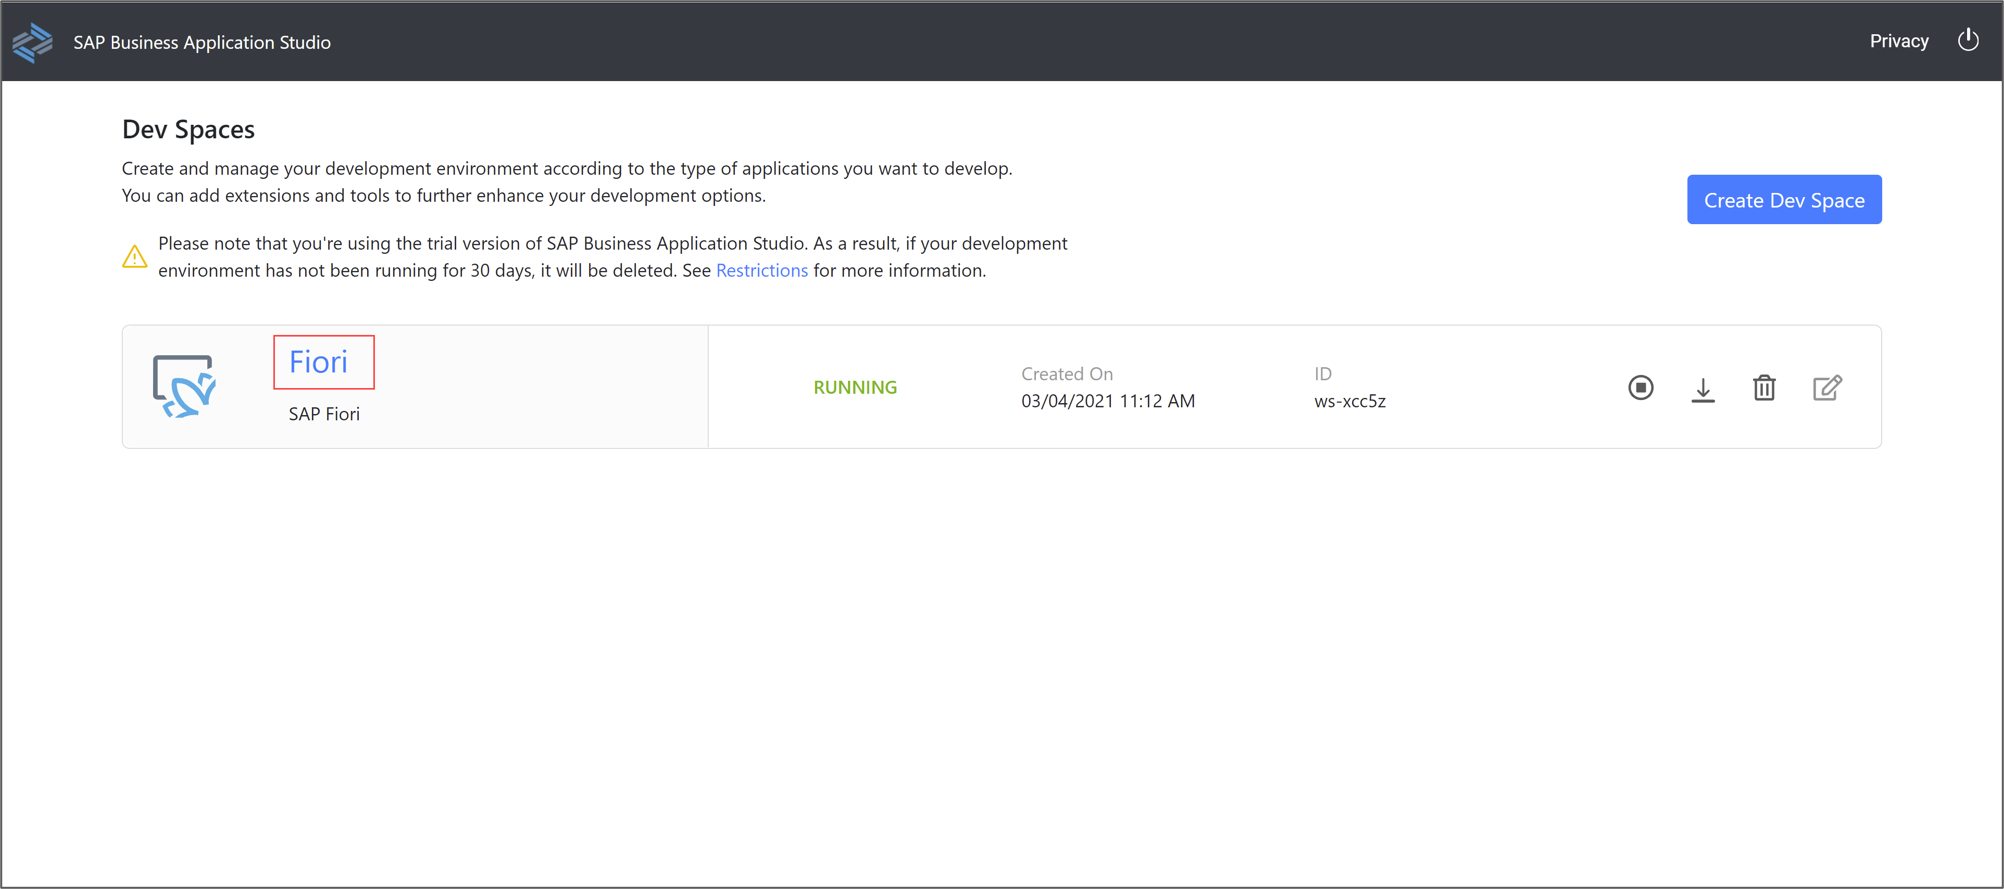 SAP Business Application Studio
Privacy
Dev Spaces
Create and manage your development environment according to the type of applications you want to develop.
You can add extensions and tools to further enhance your development options.
Create Dev Space
Please note that you're using the trial version of SAP Business Application Studio. As a result, if your development
environment has not been running for 30 days, it will be deleted. See Restrictions for more information.
Fiori
SAP Fiori
RUNNING
Created On
03/04/2021 11:12 AM
ID
ws-xcc5z